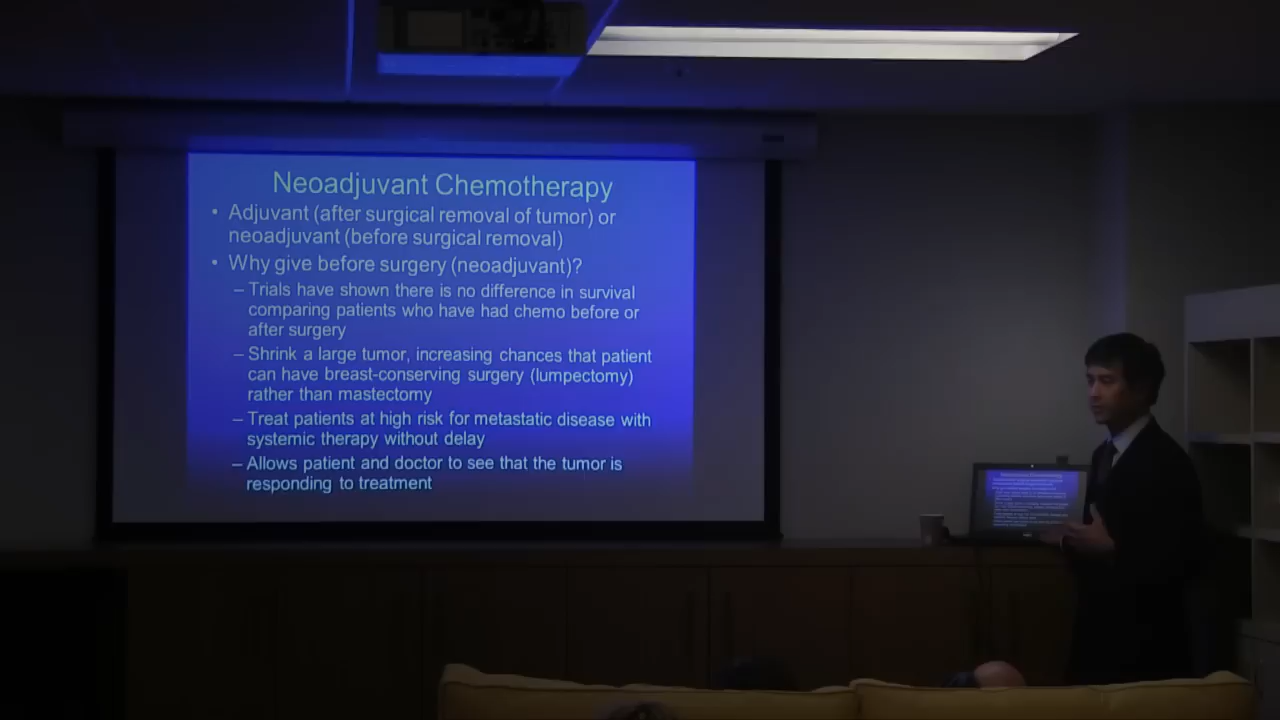 Neoadjuvant Chemotherapy
• Adjuvant (after surgical removal of tumor) or
neoadjuvant (before surgical removal)
• Why give before surgery (neoadjuvant)?
– Trials have shown there is no difference in survival
comparing patients who have had chemo before or
after surgery
– Shrink a large tumor, increasing chances that patient
can have breast-conserving surgery (lumpectomy)
rather than mastectomy
– Treat patients at high risk for metastatic disease with
systemic therapy without delay
– Allows patient and doctor to see that the tumor is
responding to treatment